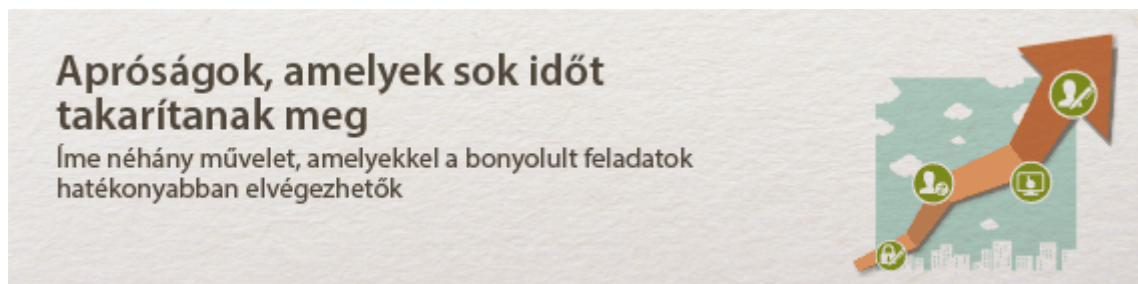 Apróságok, amelyek sok időt
takarítanak meg
Íme néhány művelet, amelyekkel a bonyolult feladatok
hatékonyabban elvégezhetők